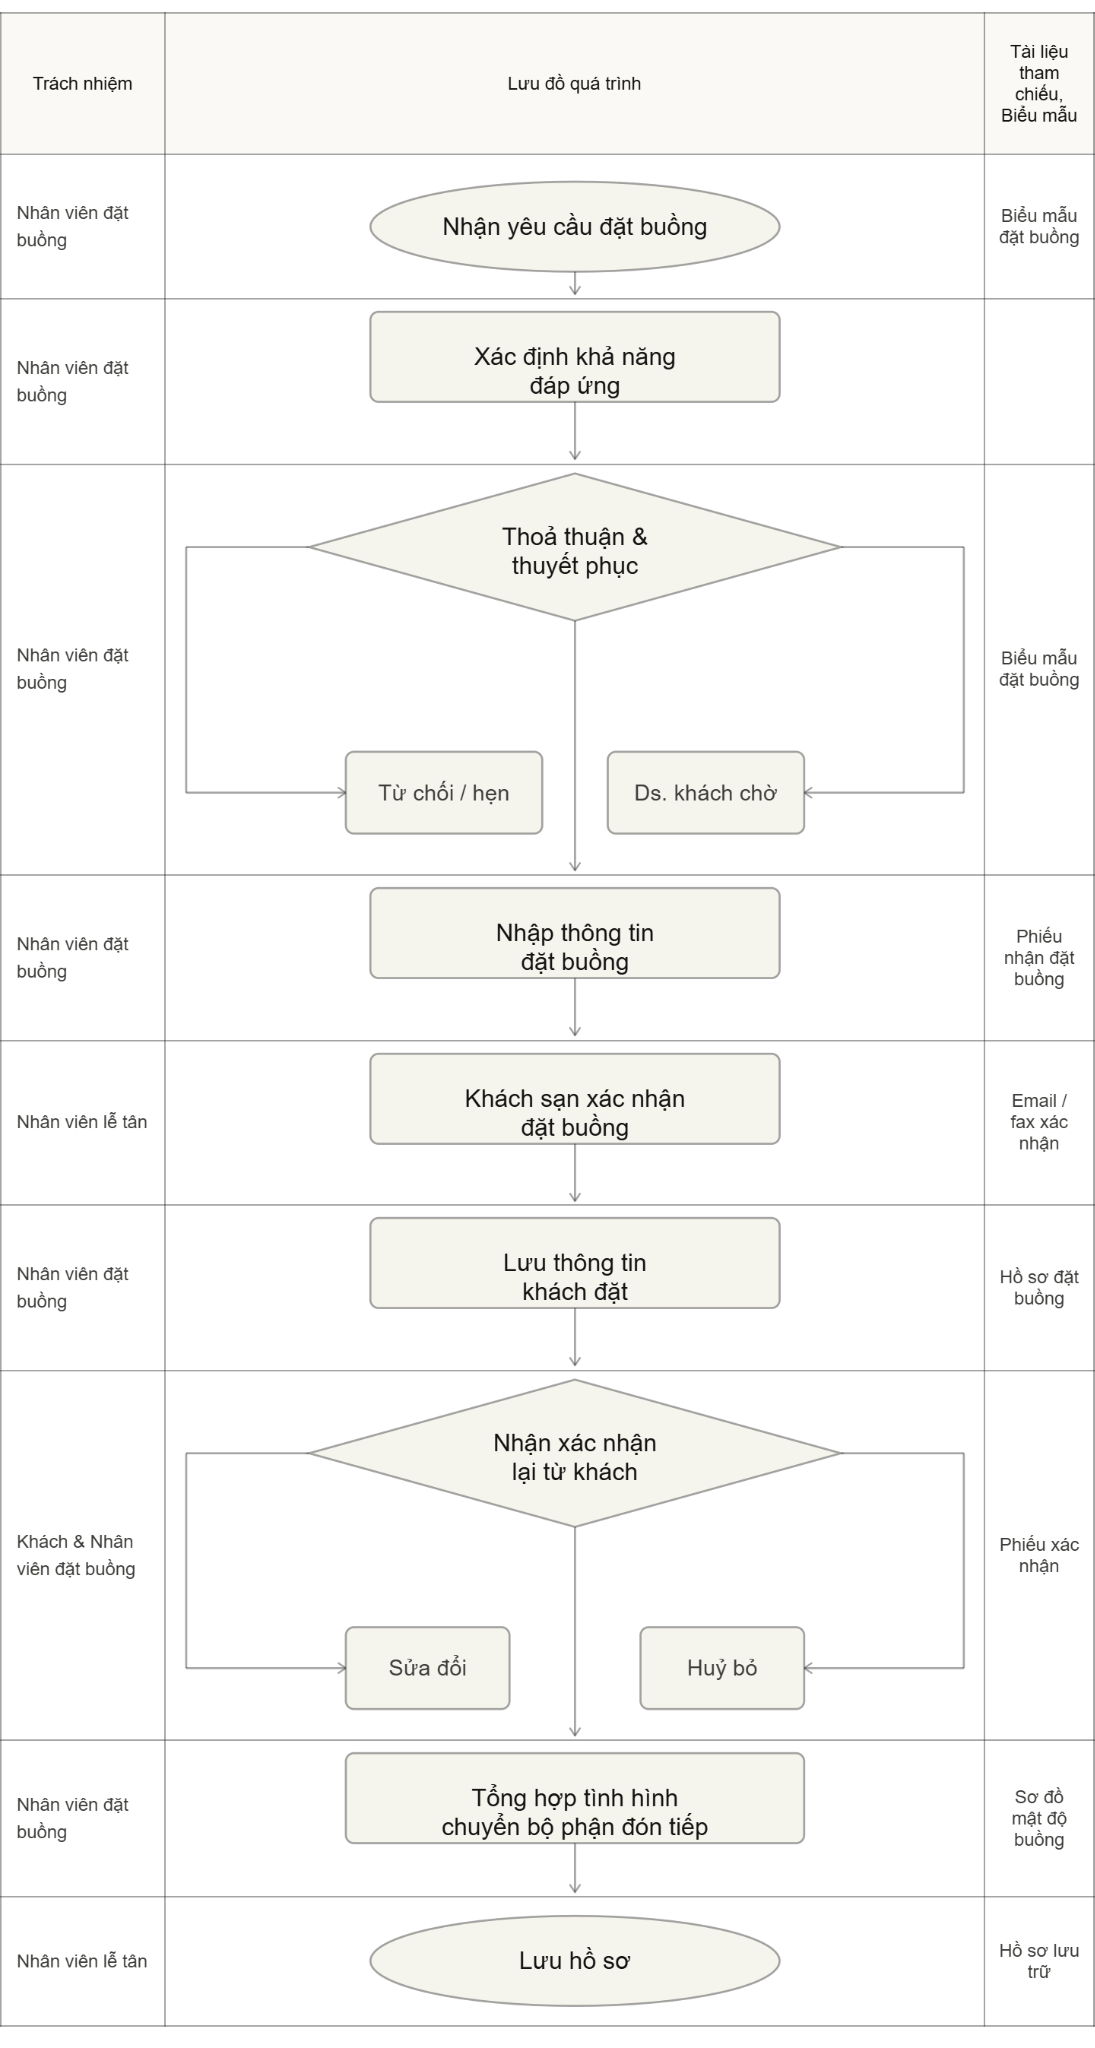 Trách nhiệm
Lưu đồ quá trình
Tài liệu
tham
chiếu,
Biểu mẫu
Nhân viên đặt
buồng
Nhận yêu cầu đặt buồng
Biểu mẫu
đặt buồng
Nhân viên đặt
buồng
Xác định khả năng
đáp ứng
Nhân viên đặt
buồng
Thoả thuận &
thuyết phục
Từ chối / hẹn
Ds. khách chờ
Biểu mẫu
đặt buồng
Nhân viên đặt
buồng
Nhập thông tin
đặt buồng
Phiếu
nhận đặt
buồng
Nhân viên lễ tân
Khách sạn xác nhận
đặt buồng
Email /
fax xác
nhận
Nhân viên đặt
buồng
Lưu thông tin
khách đặt
Hồ sơ đặt
buồng
Khách & Nhân
viên đặt buồng
Nhận xác nhận
lại từ khách
Sửa đổi
Huỷ bỏ
Phiếu xác
nhận
Nhân viên đặt
buồng
Tổng hợp tình hình
chuyển bộ phận đón tiếp
Sơ đồ
mật độ
buồng
Nhân viên lễ tân
Lưu hồ sơ
Hồ sơ lưu
trữ